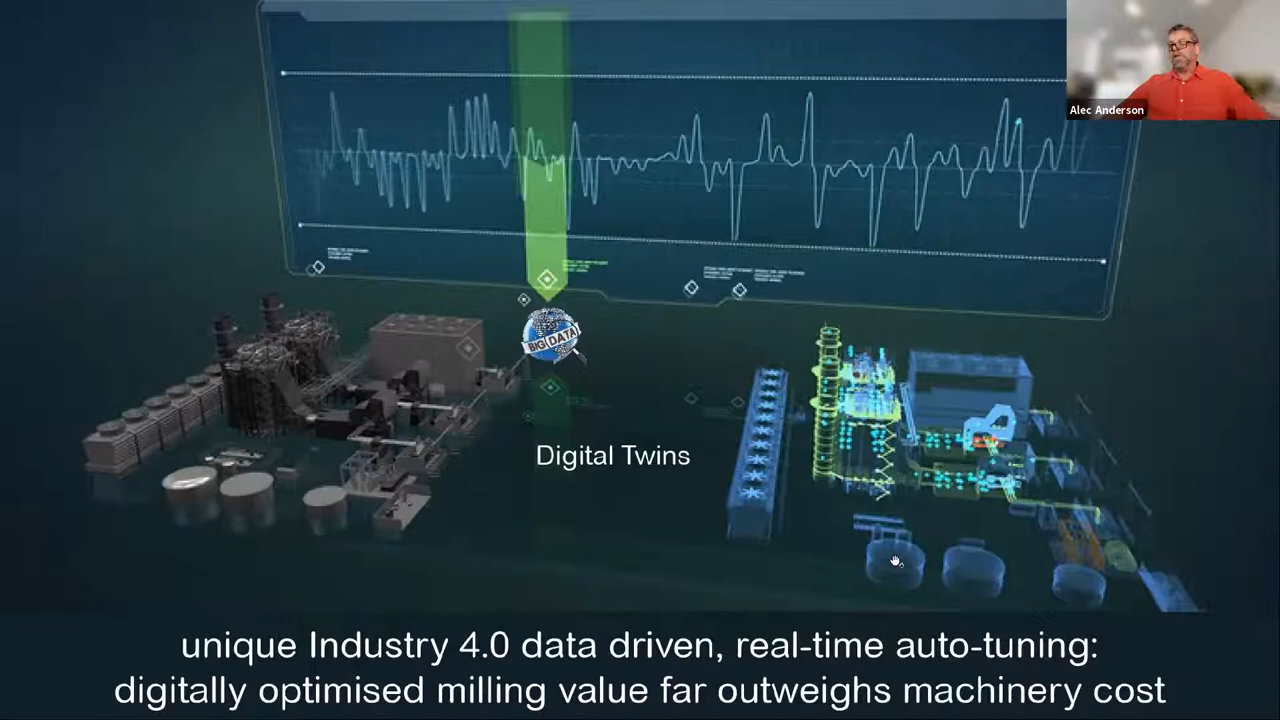 Alec Anderson
BIG DATA
Digital Twins
unique Industry 4.0 data driven, real-time auto-tuning:
digitally optimised milling value far outweighs machinery cost